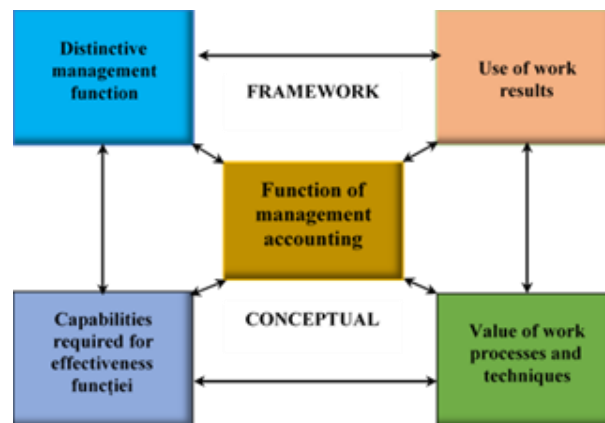 Distinctive
management
function
FRAMEWORK
Use of work
results
Function of
management
accounting
Capabilities
required for
effectiveness
funcției
CONCEPTUAL
Value of work
processes and
techniques